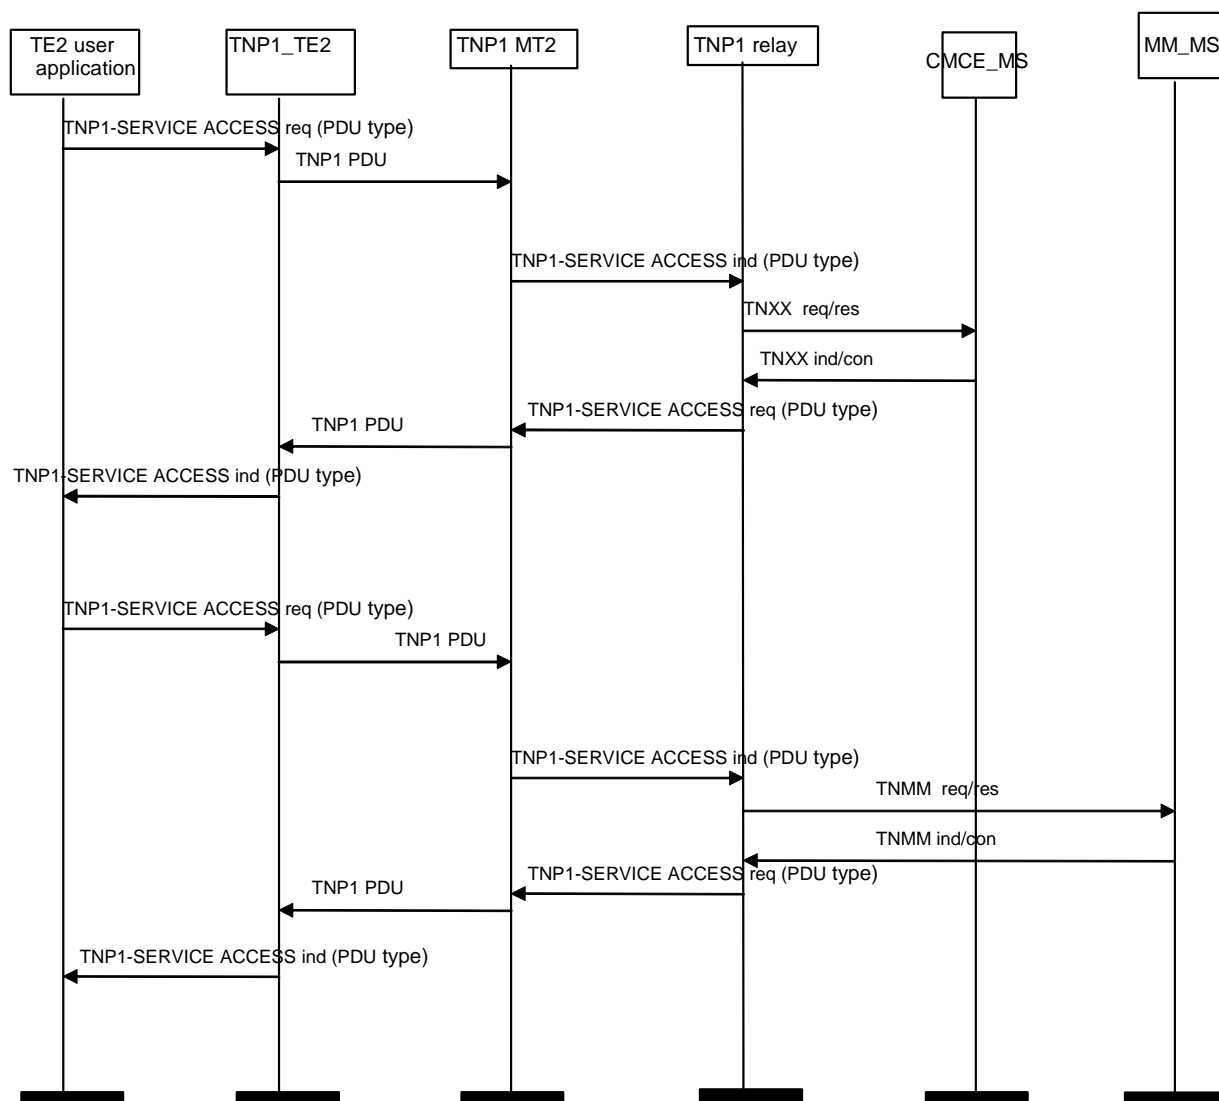 TE2 user
application
TNP1_TE2
TNP1 MT2
TNP1 relay
CMCE_MS
MM_MS
TNP1-SERVICE ACCESS req (PDU type)
TNP1 PDU
TNP1-SERVICE ACCESS ind (PDU type)
TNXX req/res
TNXX ind/con
TNP1-SERVICE ACCESS req (PDU type)
TNP1 PDU
TNP1-SERVICE ACCESS ind (PDU type)
TNP1-SERVICE ACCESS req (PDU type)
TNP1 PDU
TNP1-SERVICE ACCESS ind (PDU type)
TNMM req/res
TNMM ind/con
TNP1-SERVICE ACCESS req (PDU type)
TNP1 PDU
TNP1-SERVICE ACCESS ind (PDU type)